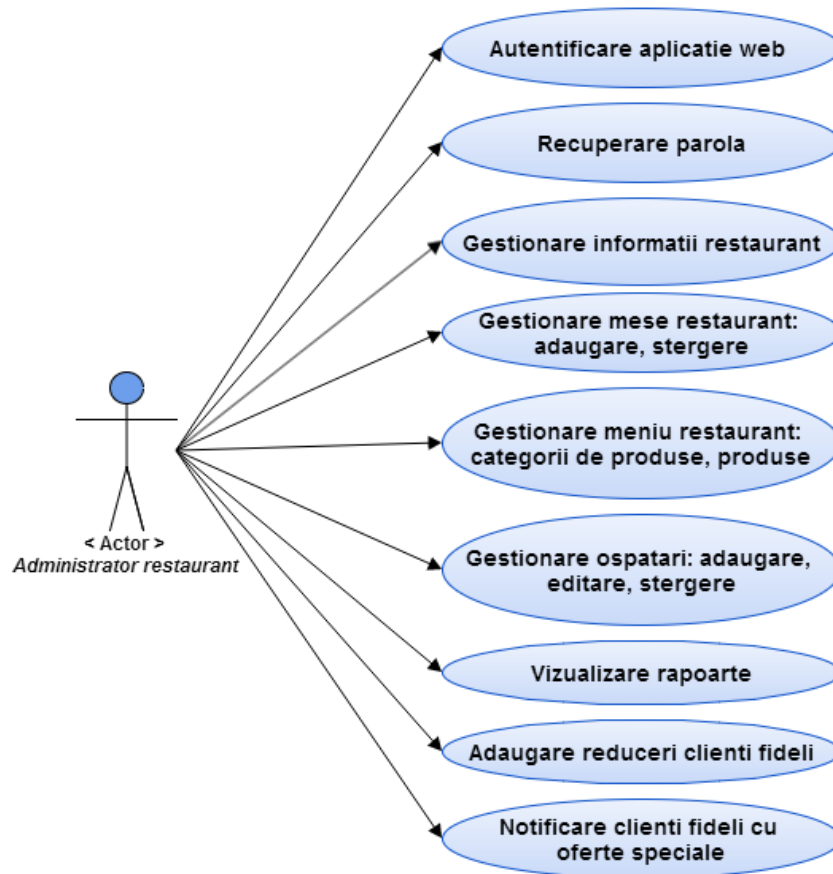 Autentificare aplicatie web
Recuperare parola
Gestionare informatii restaurant
Gestionare mese restaurant:
adaugare, stergere
Gestionare meniu restaurant:
categorii de produse, produse
Gestionare ospatari: adaugare,
editare, stergere
Vizualizare rapoarte
Adaugare reduceri clienti fideli
Notificare clienti fideli cu
oferte speciale
< Actor >
Administrator restaurant